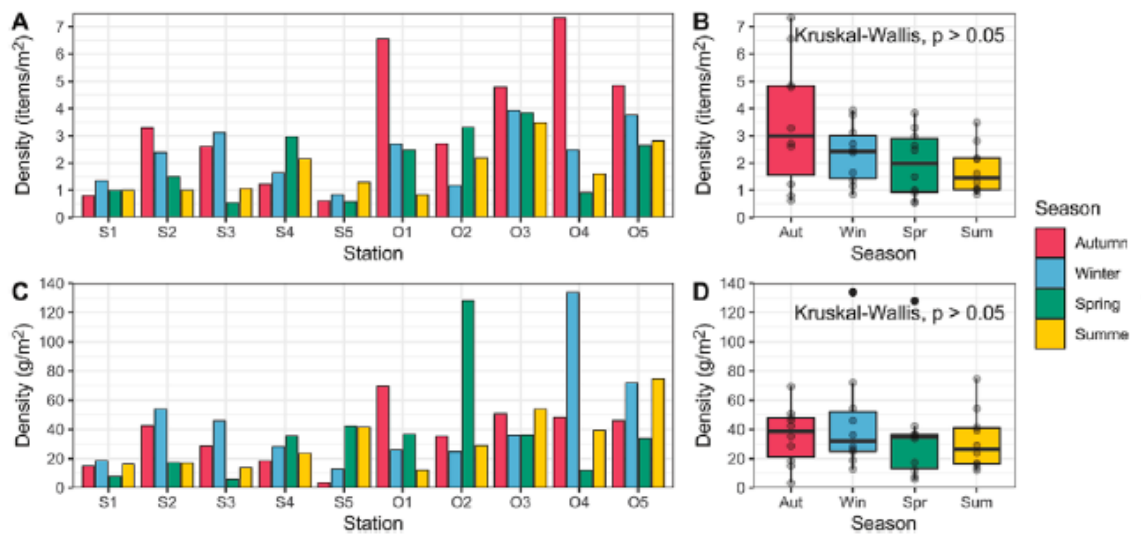 A
Density (items/m²)
7
6
5
4
3
2
1
0
S1 S2 S3 S4 S5 O1 O2 O3 O4 O5
Station
B
Kruskal-Wallis, p > 0.05
Density (items/m²)
7
6
5
4
3
2
1
0
Aut Win Spr Sum
Season
Season
Autumn
Winter
Spring
Summe
C
Density (g/m²)
140
120
100
80
60
40
20
0
S1 S2 S3 S4 S5 O1 O2 O3 O4 O5
Station
D
Kruskal-Wallis, p > 0.05
Density (g/m²)
140
120
100
80
60
40
20
0
Aut Win Spr Sum
Season